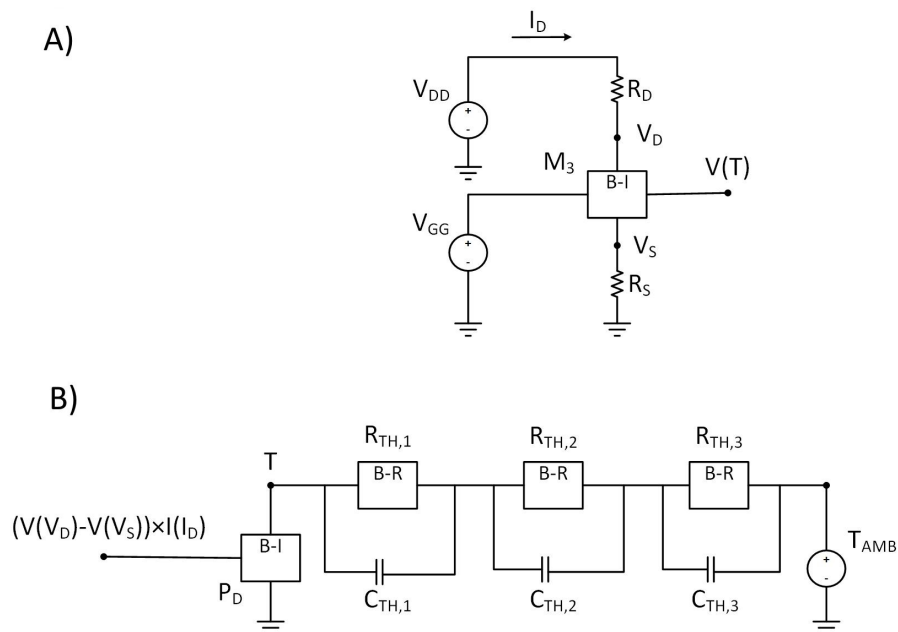 A)
I_D
V_DD
+
-
R_D
V_D
M_3
B-I
V(T)
V_GG
+
-
V_S
R_S
B)
R_TH,1
R_TH,2
R_TH,3
T
B-R
B-R
B-R
(V(V_D)-V(V_S))×I(I_D)
B-I
P_D
C_TH,1
C_TH,2
C_TH,3
T_AMB
+
-